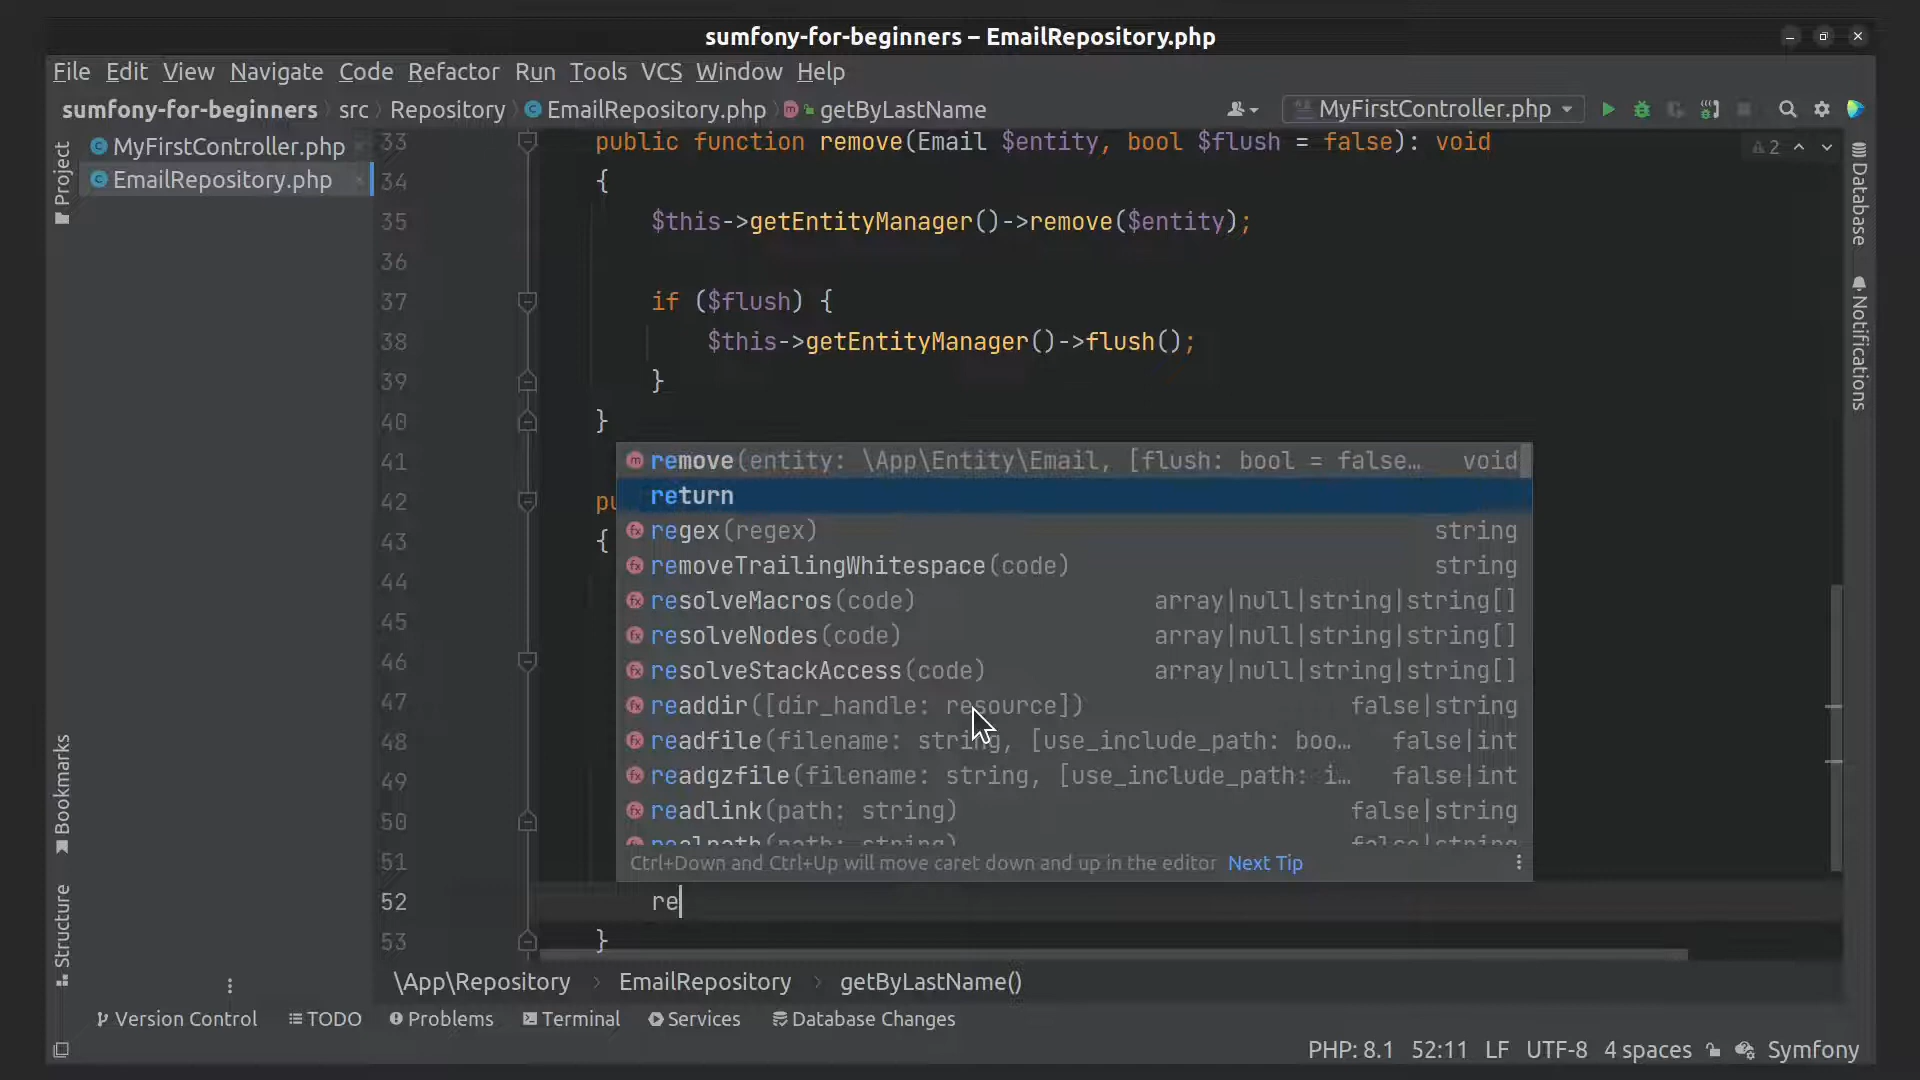 sumfony-for-beginners – EmailRepository.php
File Edit View Navigate Code Refactor Run Tools VCS Window Help
sumfony-for-beginners src Repository EmailRepository.php getByLastName
MyFirstController.php
Project
MyFirstController.php
EmailRepository.php
33 public function remove(Email $entity, bool $flush = false): void
2
34 {
35 $this->getEntityManager()->remove($entity);
36
37 if ($flush) {
38 $this->getEntityManager()->flush();
39 }
40 }
41
42 pu
43 {
44
45
46
47
48
49
50
51
52 re
53 }
remove(entity: \App\Entity\Email, [flush: bool = false… void
return
regex(regex) string
removeTrailingWhitespace(code) string
resolveMacros(code) array|null|string|string[]
resolveNodes(code) array|null|string|string[]
resolveStackAccess(code) array|null|string|string[]
readdir([dir_handle: resource]) false|string
readfile(filename: string, [use_include_path: boo… false|int
readgzfile(filename: string, [use_include_path: i… false|int
readlink(path: string) false|string
realpath(path: string) false|string
Ctrl+Down and Ctrl+Up will move caret down and up in the editor Next Tip
Database
Notifications
Bookmarks
Structure
\App\Repository EmailRepository getByLastName()
Version Control TODO Problems Terminal Services Database Changes
PHP: 8.1 52:11 LF UTF-8 4 spaces Symfony